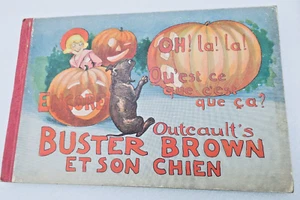 OH! la! la!
Qu'est ce
que c'est
que ça?
Outcault's
BUSTER BROWN
ET SON CHIEN